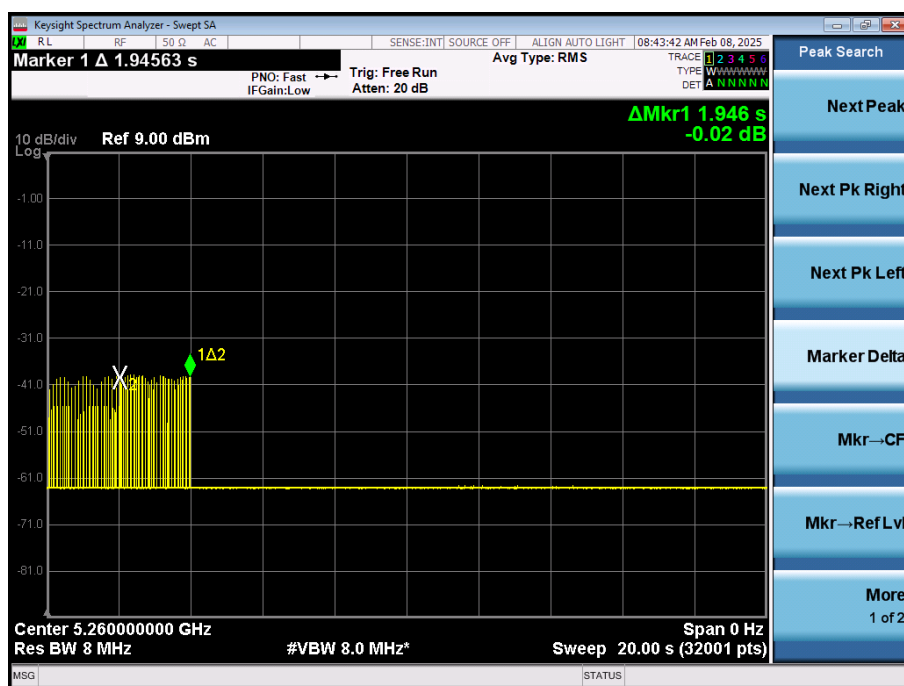 Keysight Spectrum Analyzer - Swept SA
LXI RL RF 50 Ω AC SENSE:INT SOURCE OFF ALIGN AUTO LIGHT 08:43:42 AM Feb 08, 2025
Marker 1 Δ 1.94563 s
PNO: Fast
IFGain:Low
Trig: Free Run
Atten: 20 dB
Avg Type: RMS
TRACE 1 2 3 4 5 6
TYPE WWWWWW
DET A N N N N N
ΔMkr1 1.946 s
-0.02 dB
10 dB/div Ref 9.00 dBm
Log
-1.00
-11.0
-21.0
-31.0
1Δ2
-41.0
2
-51.0
-61.0
-71.0
-81.0
Center 5.260000000 GHz Span 0 Hz
Res BW 8 MHz #VBW 8.0 MHz* Sweep 20.00 s (32001 pts)
MSG STATUS
Peak Search
Next Peak
Next Pk Right
Next Pk Left
Marker Delta
Mkr→CF
Mkr→Ref Lvl
More
1 of 2